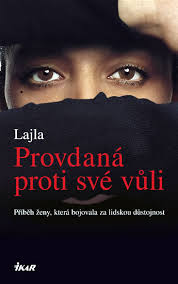 Lajla
Provdaná
proti své vůli
Příběh ženy, která bojovala za lidskou důstojnost
IKAR